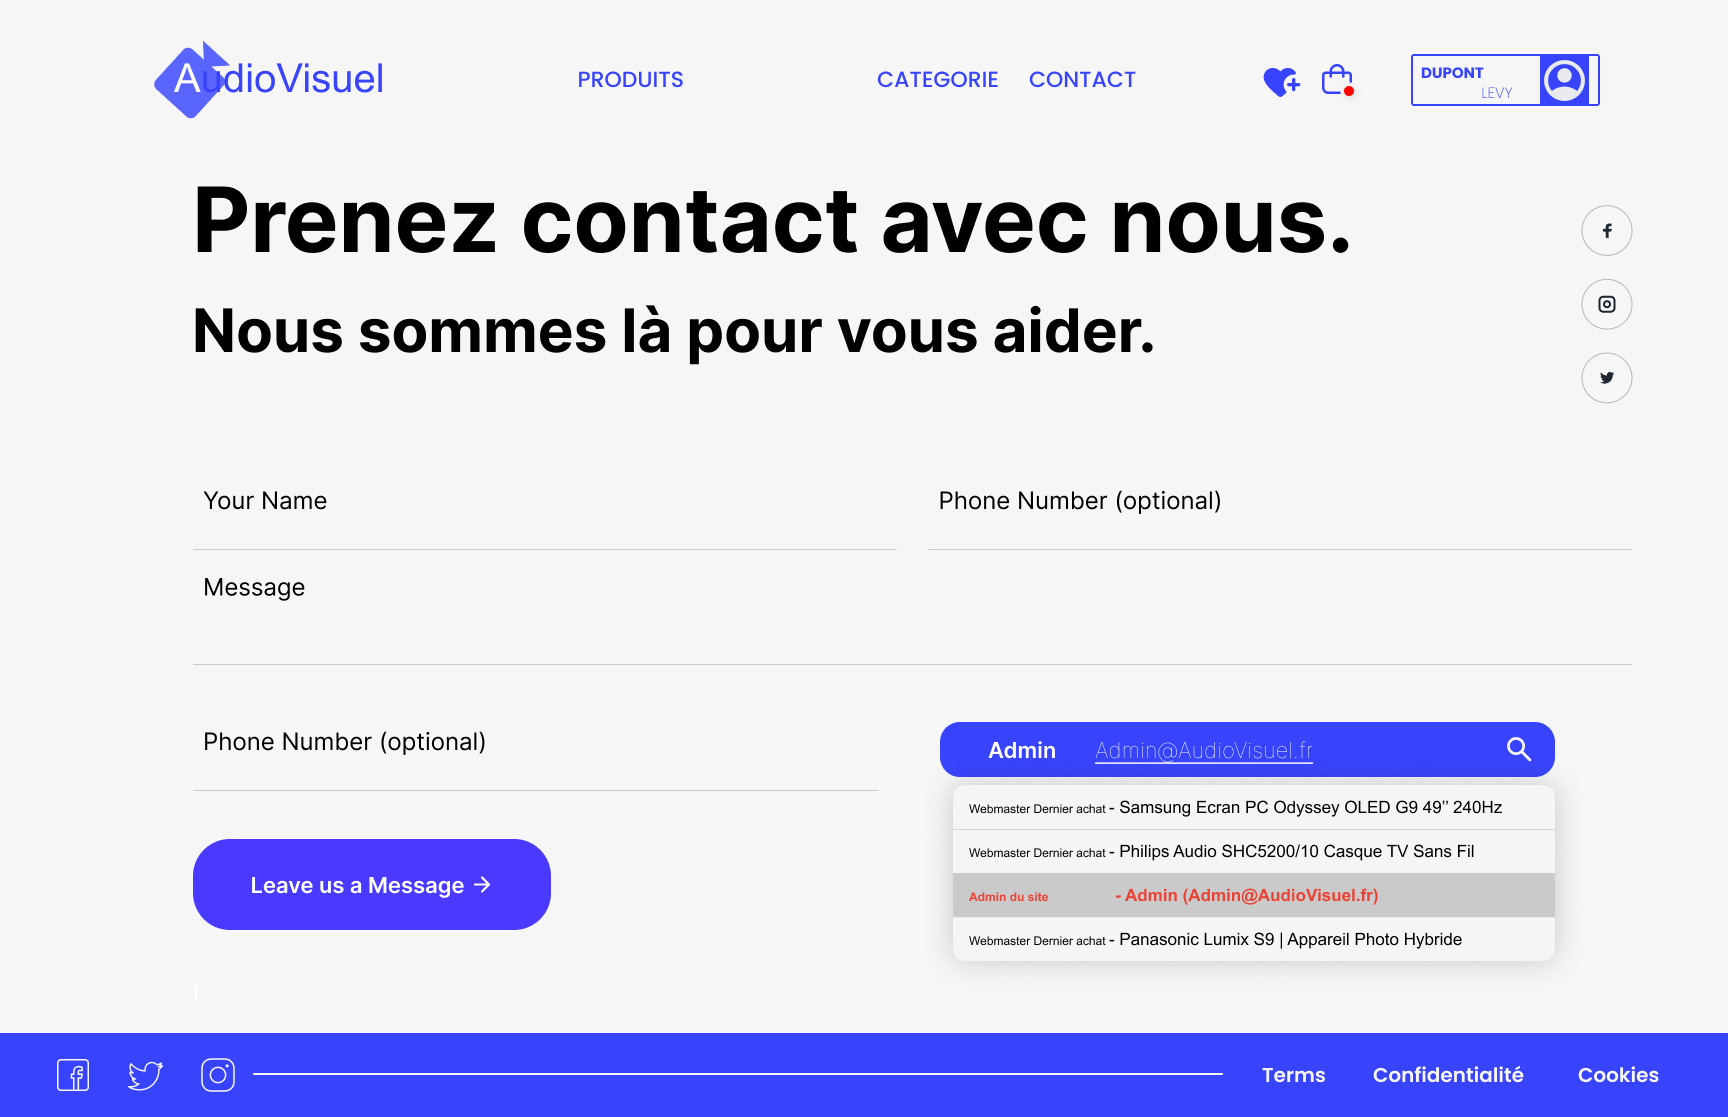 AudioVisuel
PRODUITS
CATEGORIE
CONTACT
DUPONT
LEVY
Prenez contact avec nous.
Nous sommes là pour vous aider.
Your Name
Phone Number (optional)
Message
Phone Number (optional)
Admin
Admin@AudioVisuel.fr
Webmaster Dernier achat - Samsung Ecran PC Odyssey OLED G9 49’’ 240Hz
Webmaster Dernier achat - Philips Audio SHC5200/10 Casque TV Sans Fil
Admin du site - Admin (Admin@AudioVisuel.fr)
Webmaster Dernier achat - Panasonic Lumix S9 | Appareil Photo Hybride
Leave us a Message →
i
Terms
Confidentialité
Cookies